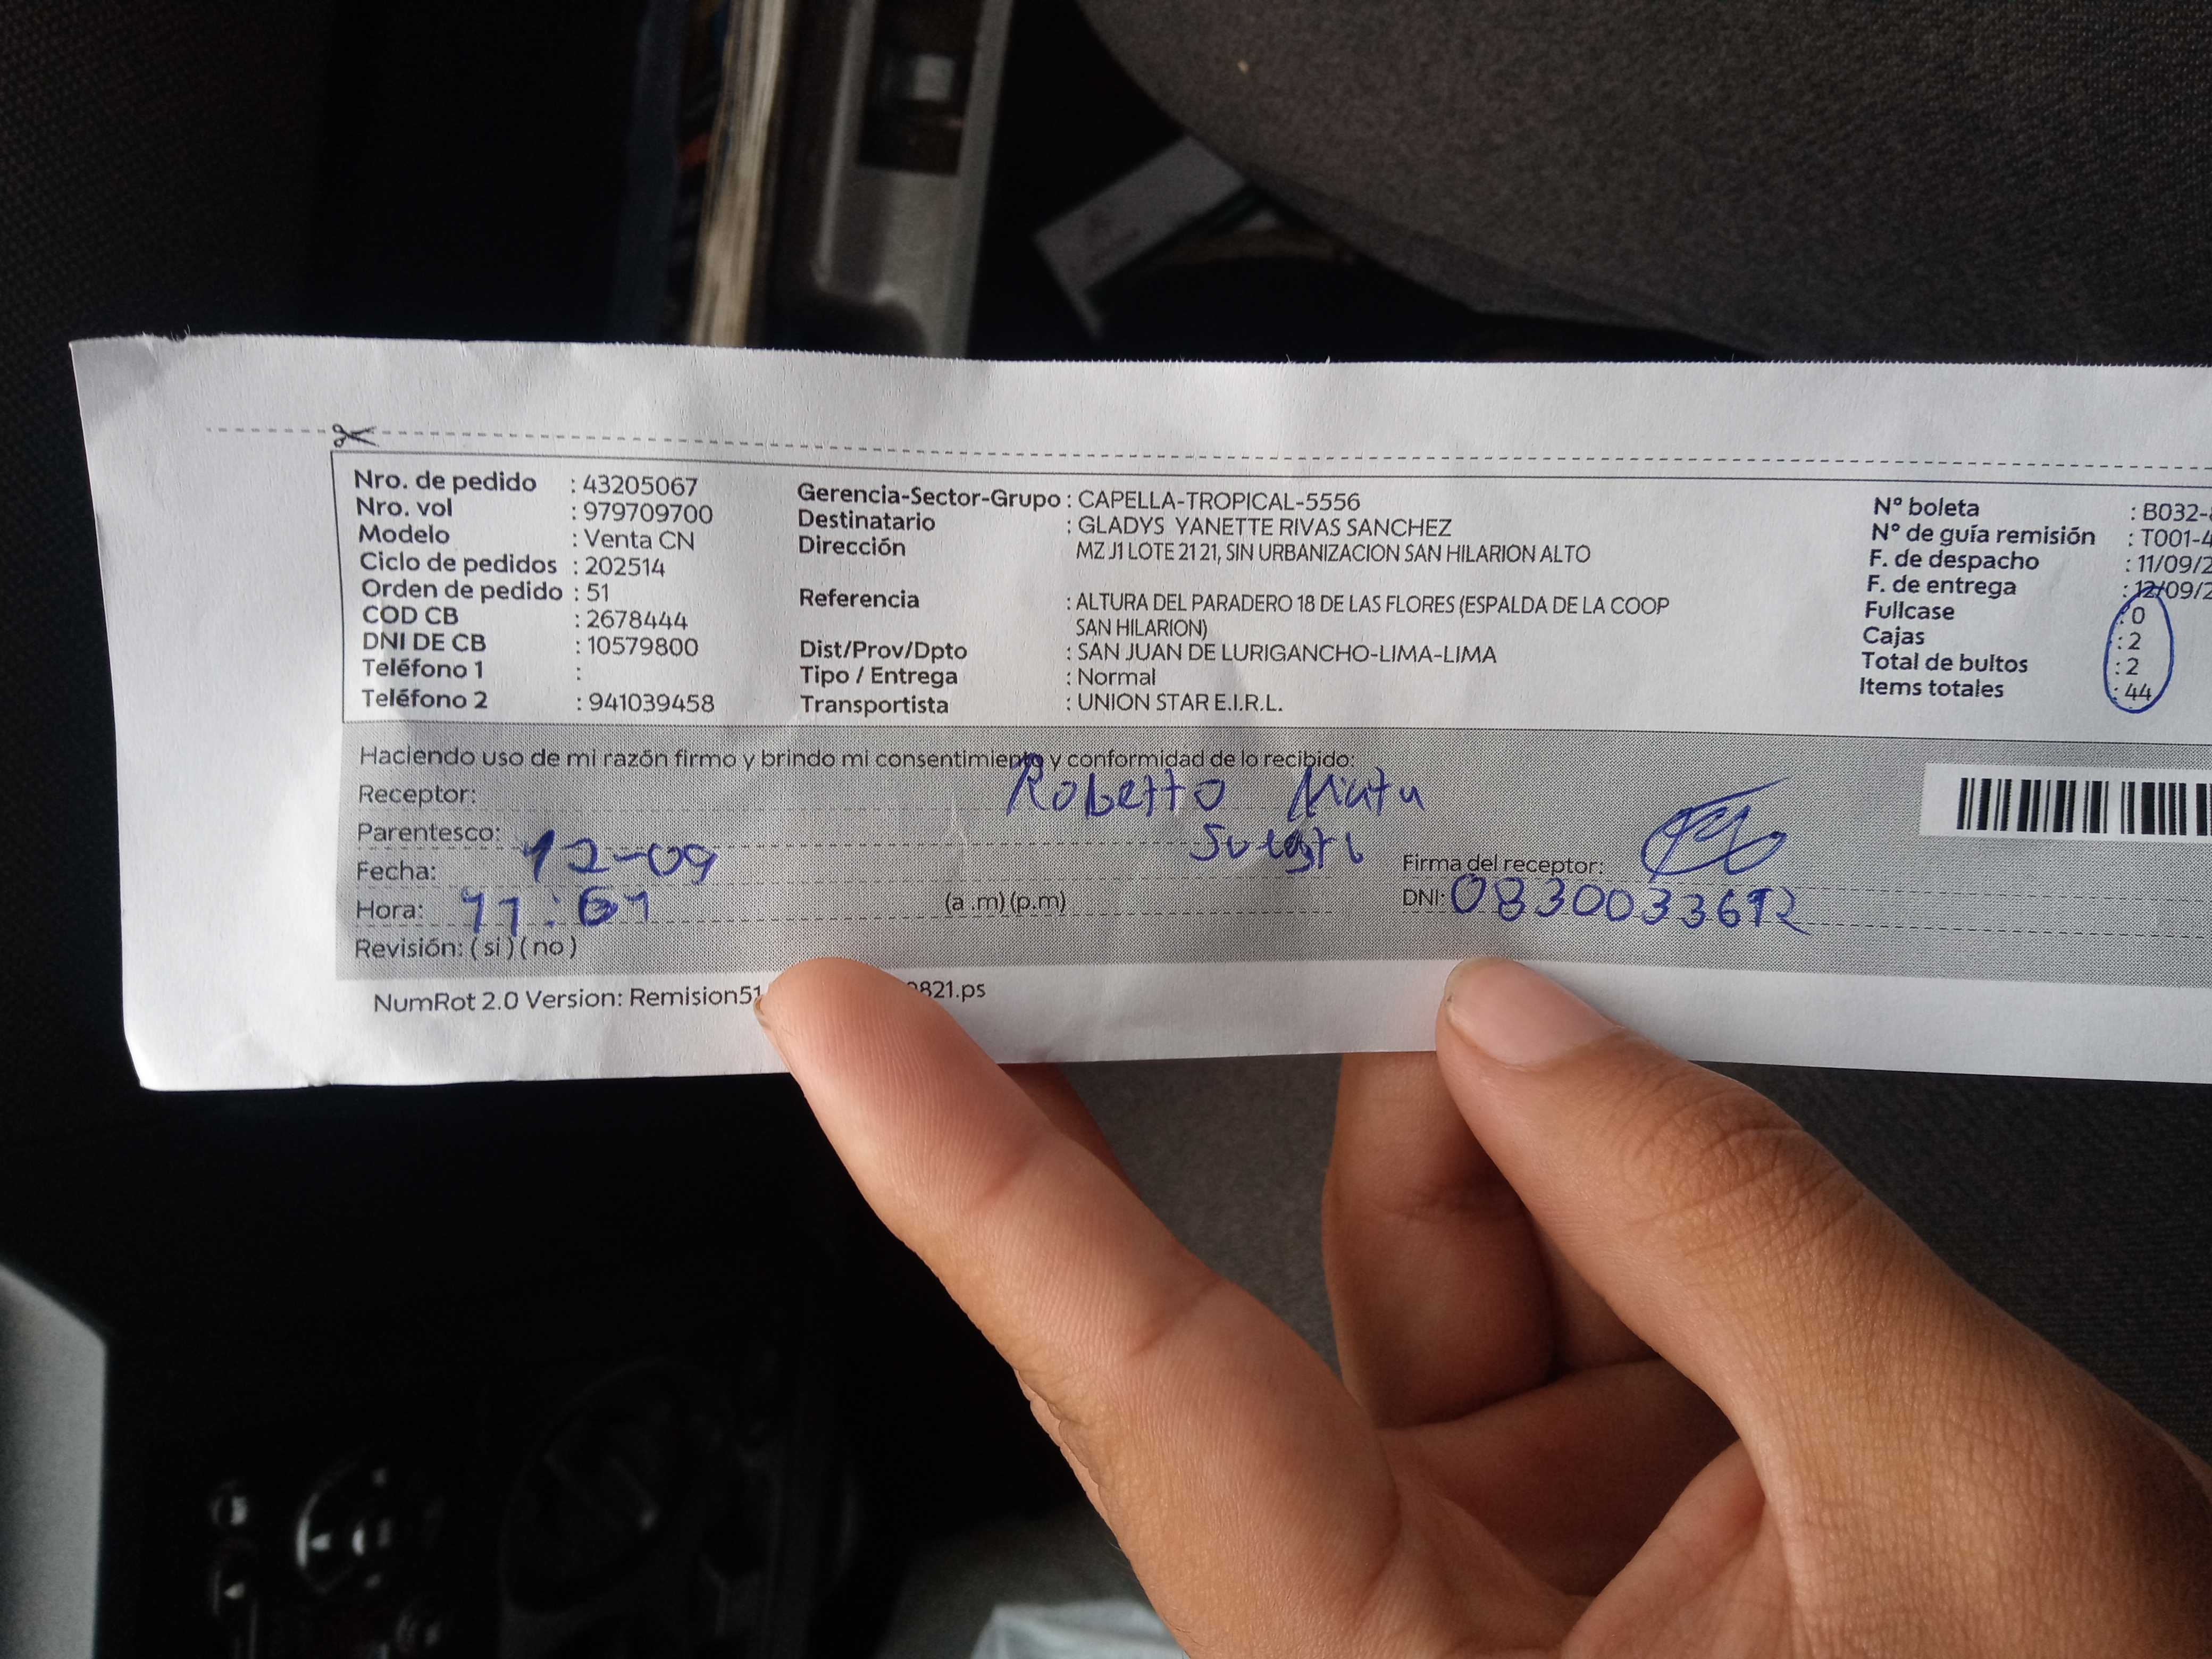 Nro. de pedido : 43205067
Nro. vol : 979709700
Modelo : Venta CN
Ciclo de pedidos : 202514
Orden de pedido : 51
COD CB : 2678444
DNI DE CB : 10579800
Teléfono 1 :
Teléfono 2 : 941039458
Gerencia-Sector-Grupo : CAPELLA-TROPICAL-5556
Destinatario : GLADYS YANETTE RIVAS SANCHEZ
Dirección MZ J1 LOTE 21 21, SIN URBANIZACION SAN HILARION ALTO
Referencia : ALTURA DEL PARADERO 18 DE LAS FLORES (ESPALDA DE LA COOP
SAN HILARION)
Dist/Prov/Dpto : SAN JUAN DE LURIGANCHO-LIMA-LIMA
Tipo / Entrega : Normal
Transportista : UNION STAR E.I.R.L.
N° boleta : B032-
N° de guía remisión : T001-4
F. de despacho : 11/09/2
F. de entrega : 12/09/2
Fullcase : 0
Cajas : 2
Total de bultos : 2
Items totales : 44
Haciendo uso de mi razón firmo y brindo mi consentimiento y conformidad de lo recibido:
Receptor: Robetto
Parentesco:
Fecha: 12-09
Hora: 11: (a .m) (p.m)
Revisión: ( si ) ( no )
Firma del receptor:
DNI: 0830033612
NumRot 2.0 Version: Remision51 821.ps